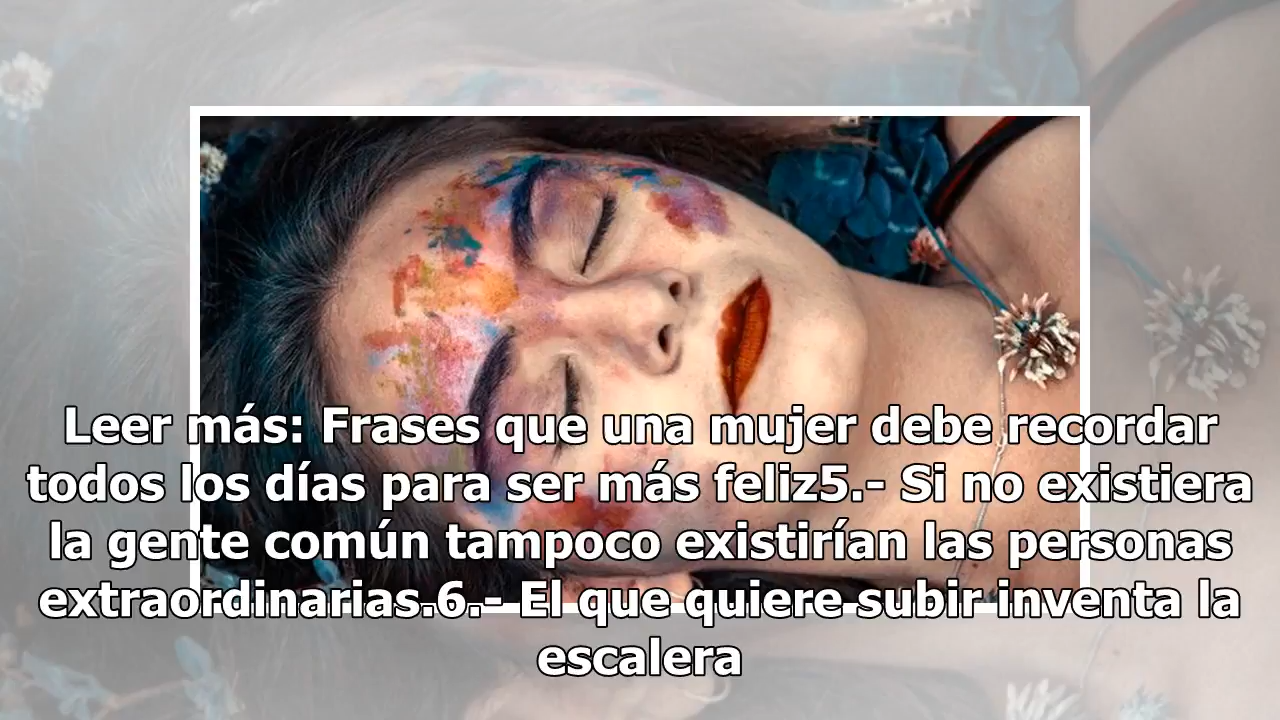 Leer más: Frases que una mujer debe recordar
todos los días para ser más feliz5.- Si no existiera
la gente común tampoco existirían las personas
extraordinarias.6.- El que quiere subir inventa la
escalera